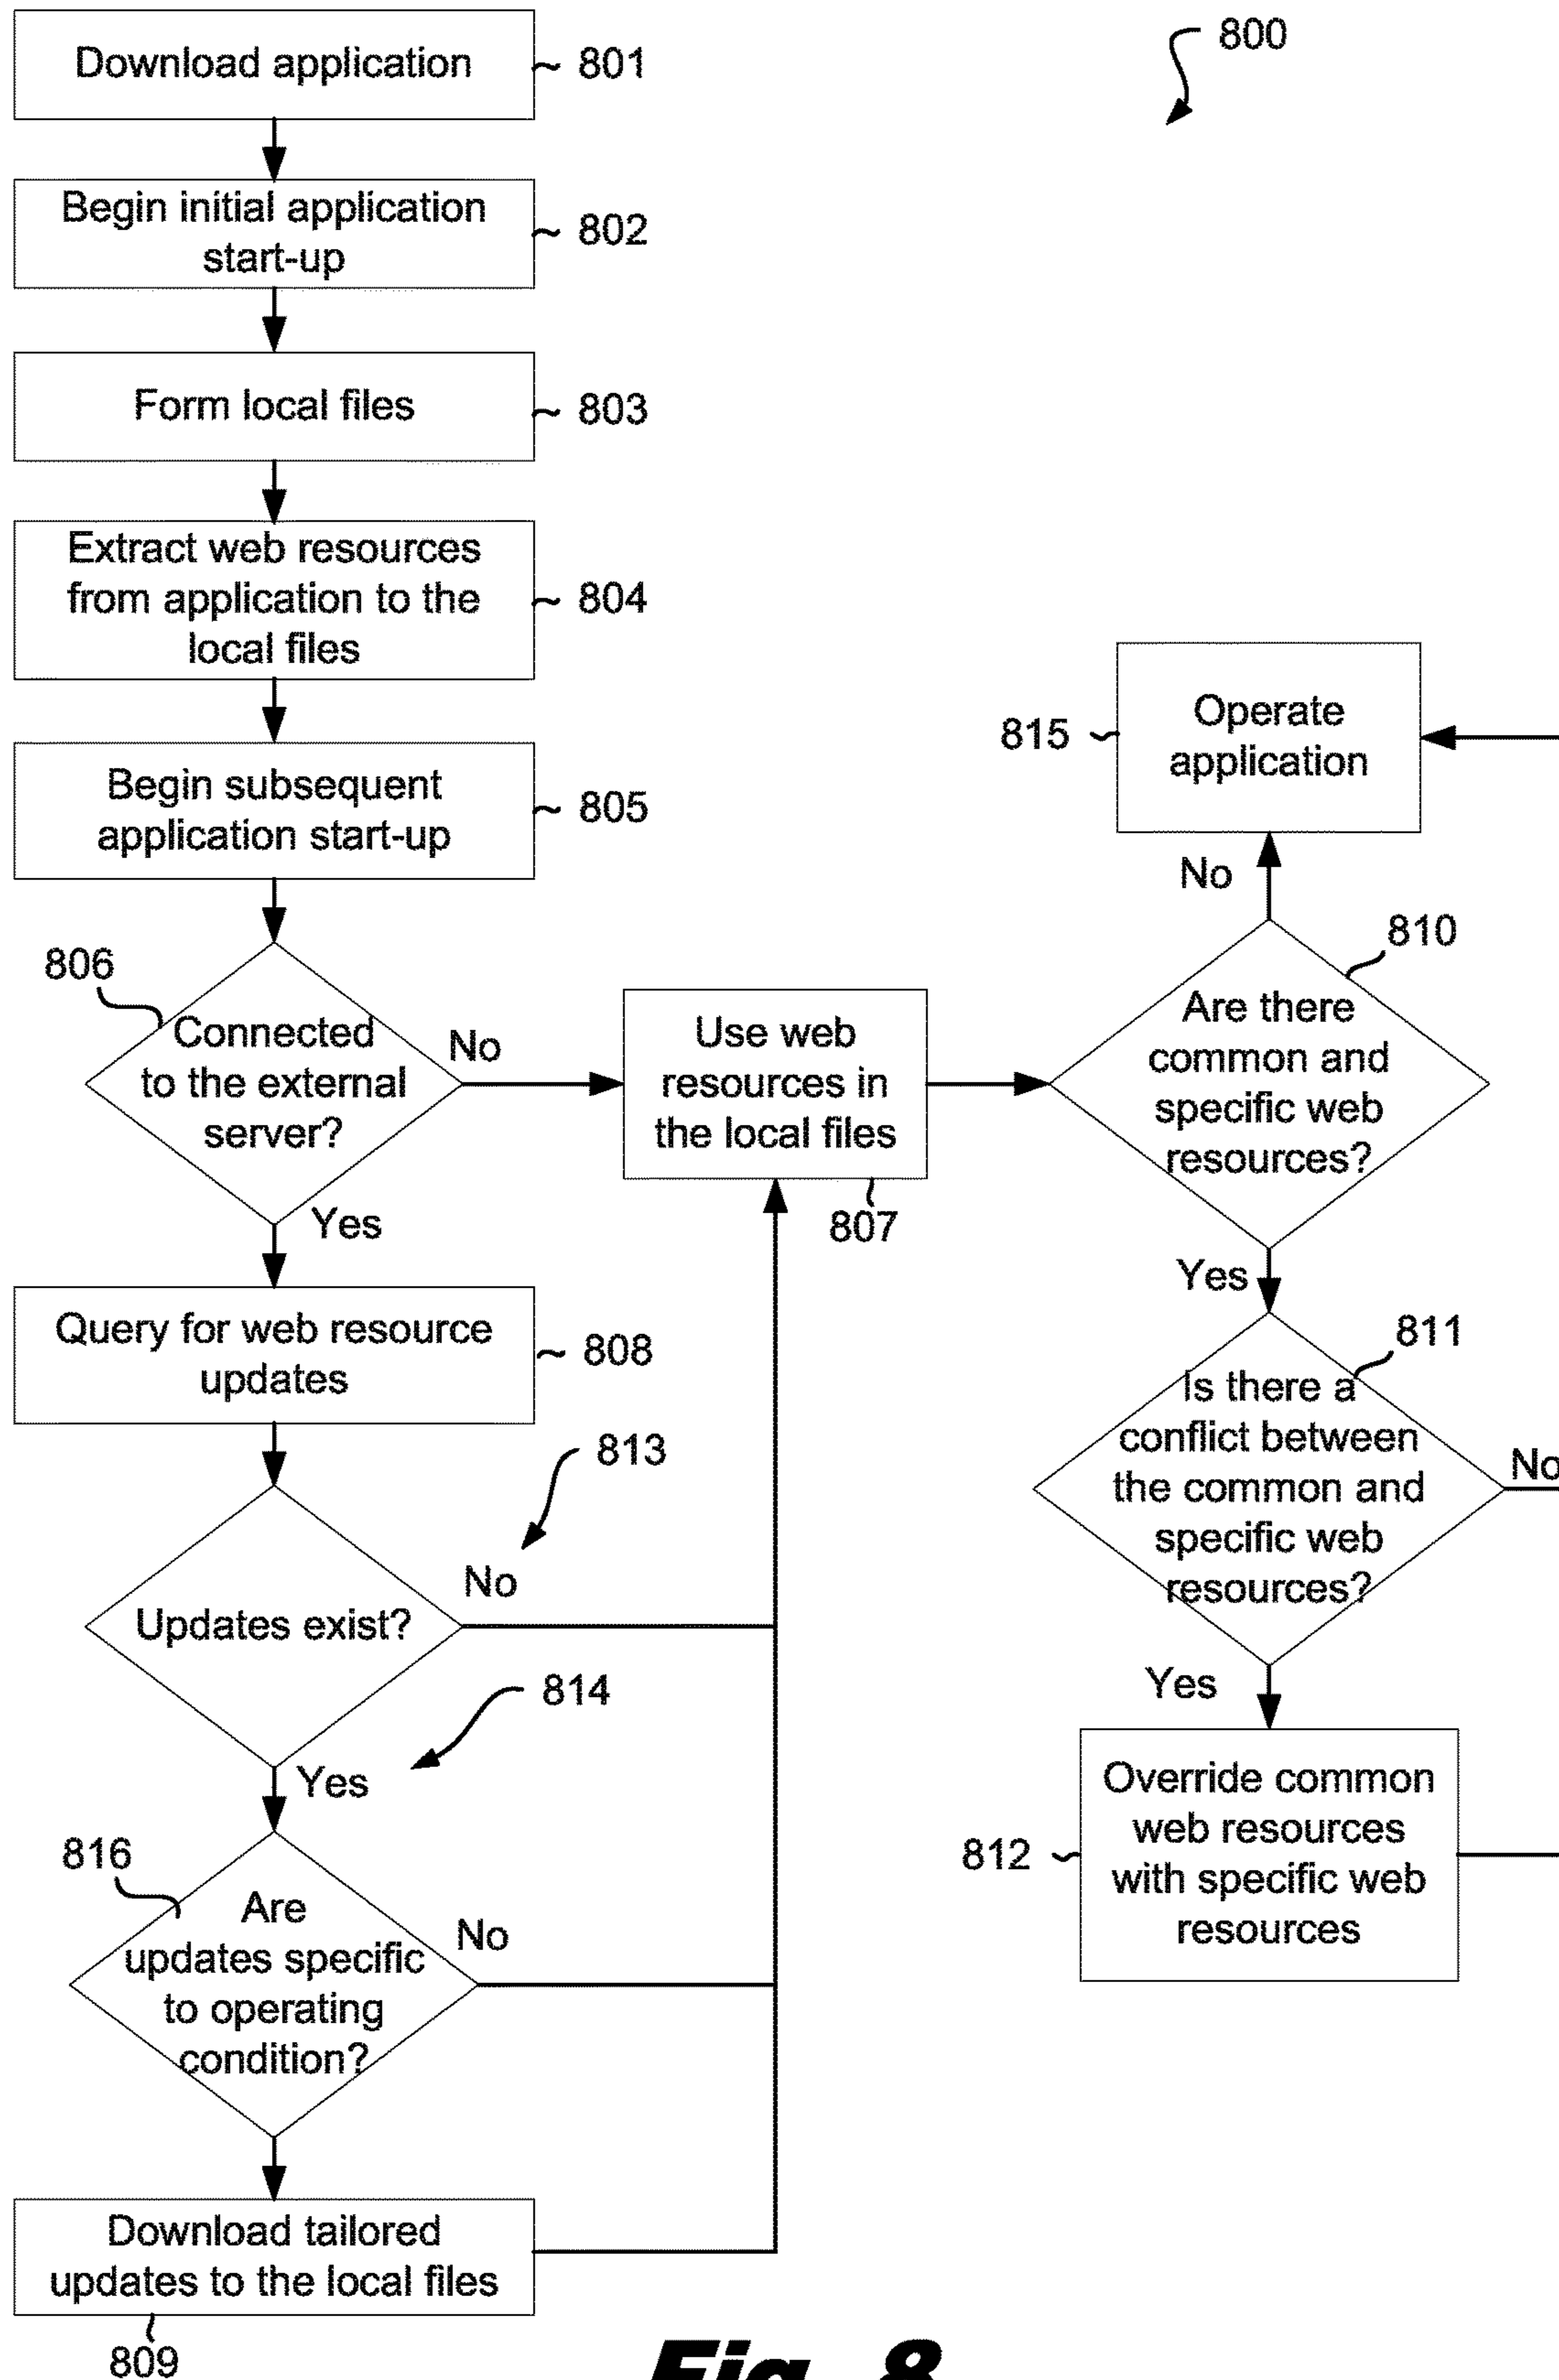 800
Download application
801
Begin initial application
start-up
802
Form local files
803
Extract web resources
from application to the
local files
804
Begin subsequent
application start-up
805
806
Connected
to the external
server?
No
Yes
Use web
resources in
the local files
807
Query for web resource
updates
808
813
Updates exist?
No
814
Yes
816
Are
updates specific
to operating
condition?
No
Download tailored
updates to the local files
809
815
Operate
application
No
810
Are there
common and
specific web
resources?
Yes
811
Is there a
conflict between
the common and
specific web
resources?
No
Yes
812
Override common
web resources
with specific web
resources
Fig. 8